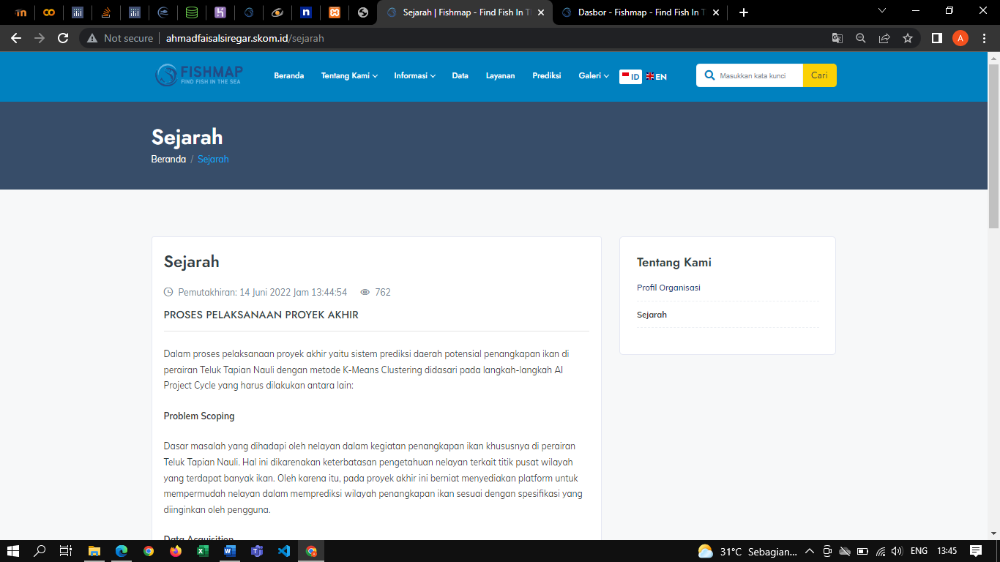 Sejarah | Fishmap - Find Fish In T
Dasbor - Fishmap - Find Fish In T
Not secure
ahmadfaisalsiregar.skom.id/sejarah
A
FISHMAP
FIND FISH IN THE SEA
Beranda
Tentang Kami
Informasi
Data
Layanan
Prediksi
Galeri
ID
EN
Masukkan kata kunci
Cari
Sejarah
Beranda / Sejarah
Sejarah
Pemutakhiran: 14 Juni 2022 Jam 13:44:54
762
PROSES PELAKSANAAN PROYEK AKHIR
Dalam proses pelaksanaan proyek akhir yaitu sistem prediksi daerah potensial penangkapan ikan di
perairan Teluk Tapian Nauli dengan metode K-Means Clustering didasari pada langkah-langkah AI
Project Cycle yang harus dilakukan antara lain:
Problem Scoping
Dasar masalah yang dihadapi oleh nelayan dalam kegiatan penangkapan ikan khususnya di perairan
Teluk Tapian Nauli. Hal ini dikarenakan keterbatasan pengetahuan nelayan terkait titik pusat wilayah
yang terdapat banyak ikan. Oleh karena itu, pada proyek akhir ini berniat menyediakan platform untuk
mempermudah nelayan dalam memprediksi wilayah penangkapan ikan sesuai dengan spesifikasi yang
diinginkan oleh pengguna.
Data Acquisition
Tentang Kami
Profil Organisasi
Sejarah
31°C Sebagian...
ENG
13:45